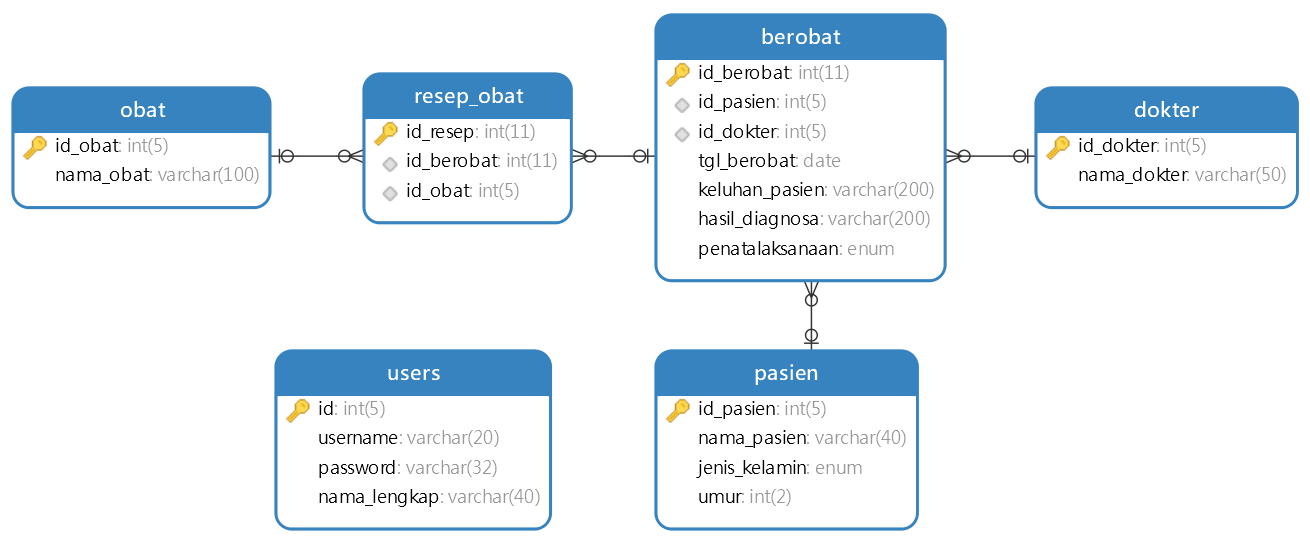 obat
id_obat: int(5)
nama_obat: varchar(100)
resep_obat
id_resep: int(11)
id_berobat: int(11)
id_obat: int(5)
berobat
id_berobat: int(11)
id_pasien: int(5)
id_dokter: int(5)
tgl_berobat: date
keluhan_pasien: varchar(200)
hasil_diagnosa: varchar(200)
penatalaksanaan: enum
dokter
id_dokter: int(5)
nama_dokter: varchar(50)
users
id: int(5)
username: varchar(20)
password: varchar(32)
nama_lengkap: varchar(40)
pasien
id_pasien: int(5)
nama_pasien: varchar(40)
jenis_kelamin: enum
umur: int(2)